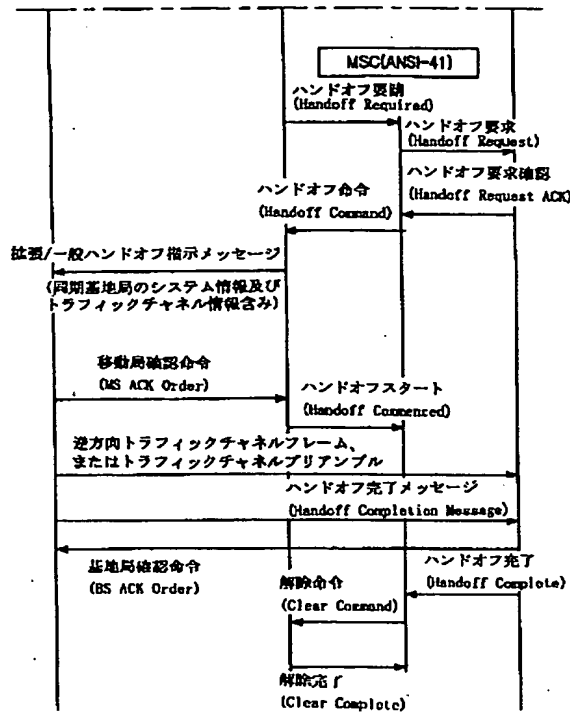 MSC(ANSI-41)
ハンドオフ要請
(Handoff Required)
ハンドオフ要求
(Handoff Request)
ハンドオフ要求確認
(Handoff Request ACK)
ハンドオフ命令
(Handoff Command)
拡張/一般ハンドオフ指示メッセージ
(同期基地局のシステム情報及び
トラフィックチャネル情報含み)
移動局確認命令
(MS ACK Order)
ハンドオフスタート
(Handoff Commenced)
逆方向トラフィックチャネルフレーム、
またはトラフィックチャネルプリアンブル
ハンドオフ完了メッセージ
(Handoff Completion Message)
基地局確認命令
(BS ACK Order)
ハンドオフ完了
(Handoff Complete)
解除命令
(Clear Command)
解除完了
(Clear Complete)